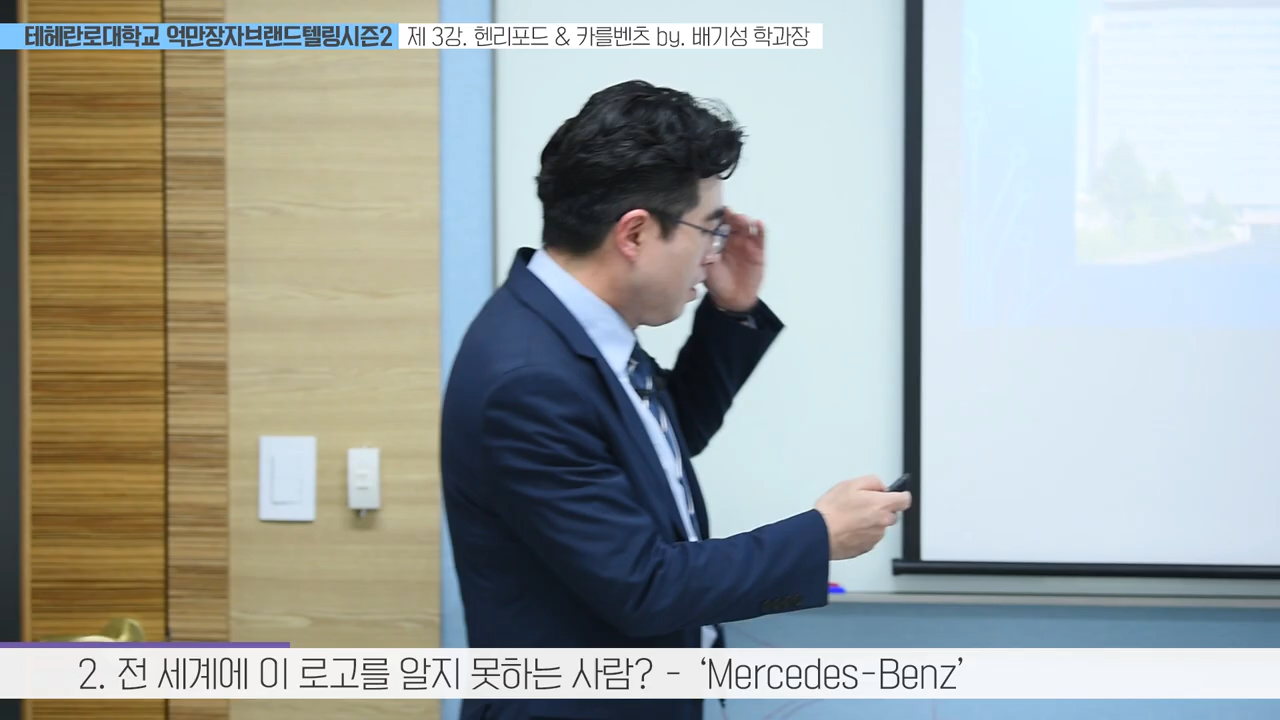 테헤란로대학교 억만장자브랜드텔링시즌2 제 3강. 헨리포드 & 카를벤츠 by. 배기성 학과장
2. 전 세계에 이 로고를 알지 못하는 사람? - ‘Mercedes-Benz’